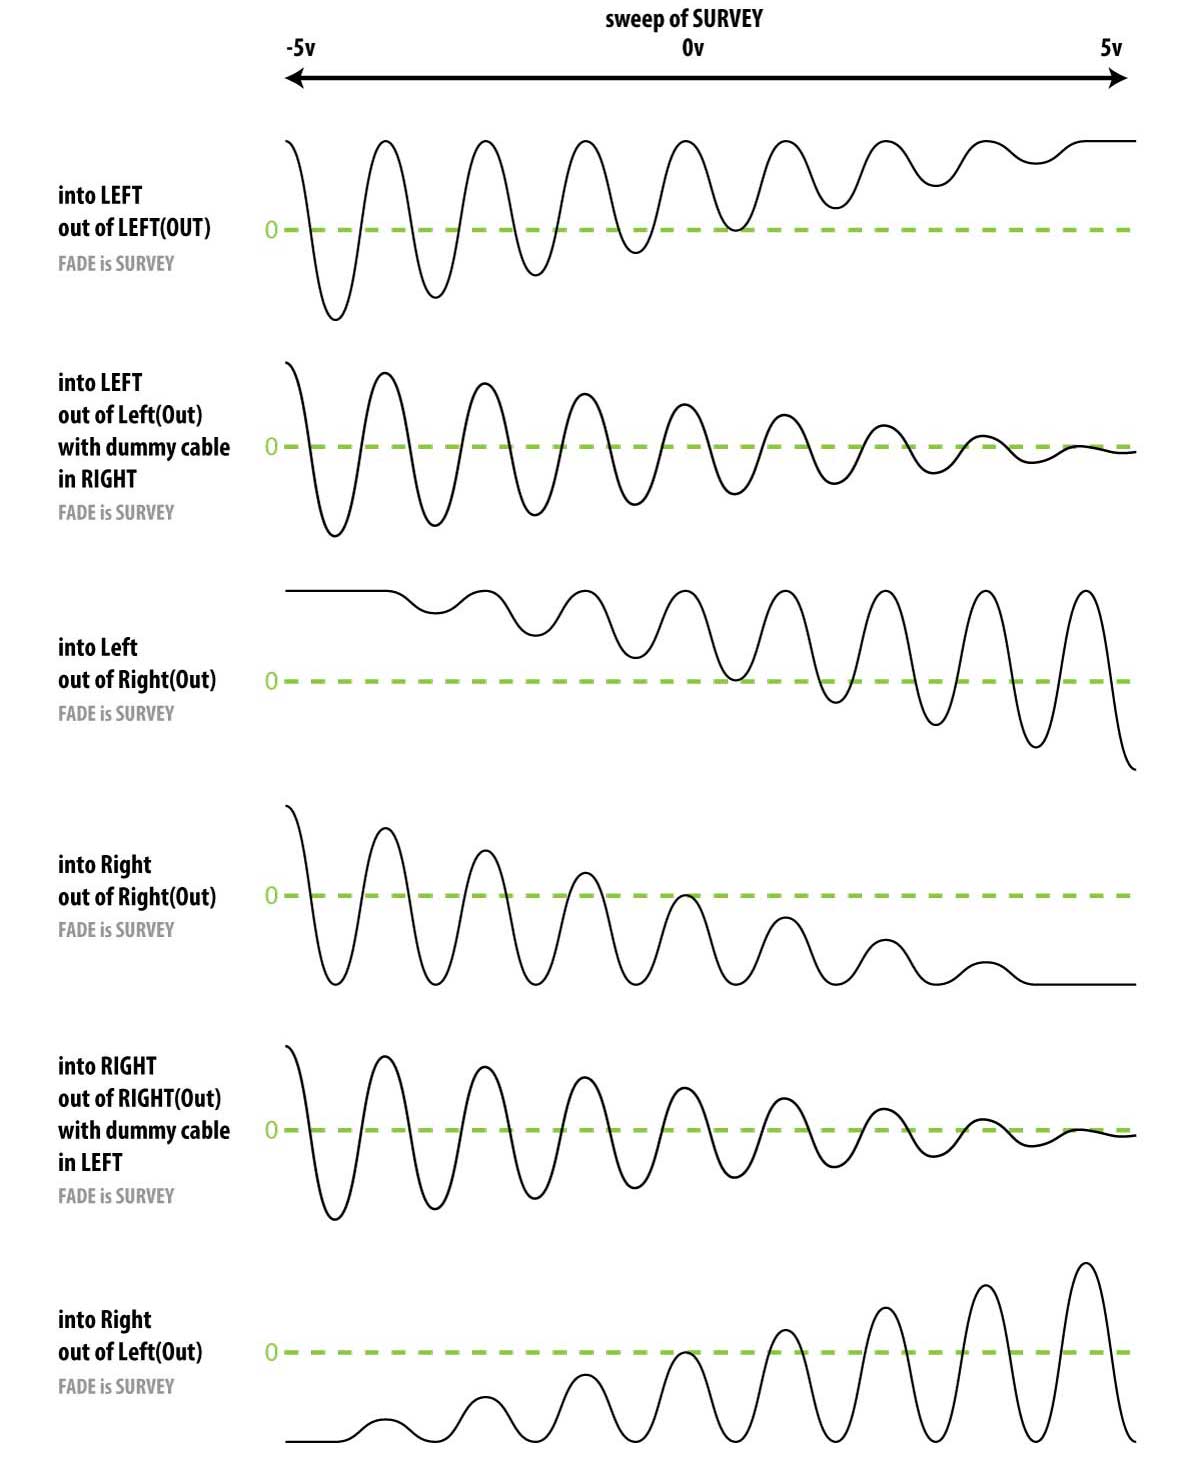 sweep of SURVEY
-5v 0v 5v
into LEFT
out of LEFT(OUT)
FADE is SURVEY
0
into LEFT
out of Left(Out)
with dummy cable
in RIGHT
FADE is SURVEY
0
into Left
out of Right(Out)
FADE is SURVEY
0
into Right
out of Right(Out)
FADE is SURVEY
0
into RIGHT
out of RIGHT(Out)
with dummy cable
in LEFT
FADE is SURVEY
0
into Right
out of Left(Out)
FADE is SURVEY
0